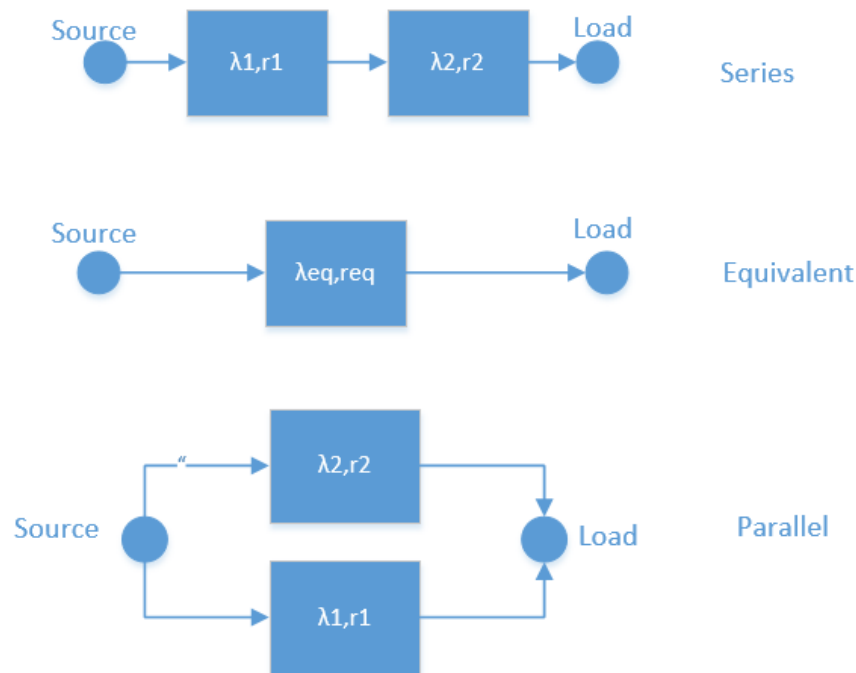 Source
Load
λ1,r1
λ2,r2
Series
Source
Load
λeq,req
Equivalent
“
λ2,r2
Source
Load
Parallel
λ1,r1